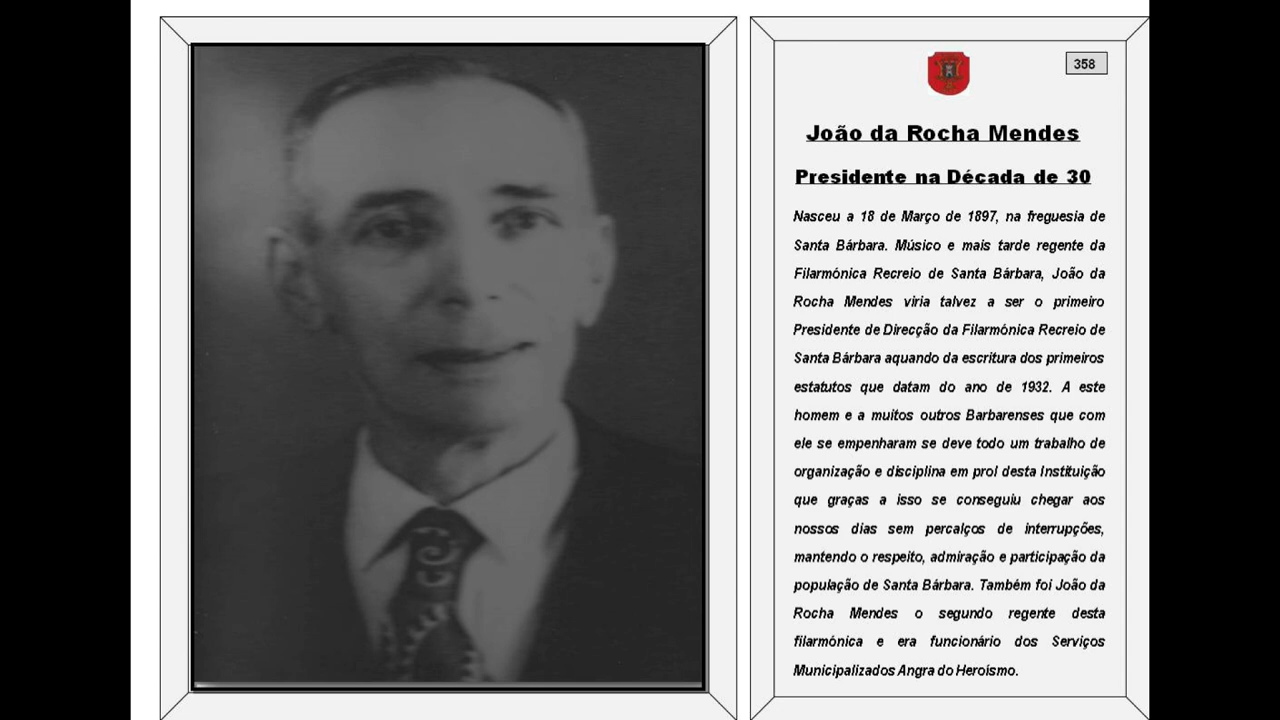 358
João da Rocha Mendes
Presidente na Década de 30
Nasceu a 18 de Março de 1897, na freguesia de
Santa Bárbara. Músico e mais tarde regente da
Filarmónica Recreio de Santa Bárbara, João da
Rocha Mendes viria talvez a ser o primeiro
Presidente de Direcção da Filarmónica Recreio de
Santa Bárbara aquando da escritura dos primeiros
estatutos que datam do ano de 1932. A este
homem e a muitos outros Barbarenses que com
ele se empenharam se deve todo um trabalho de
organização e disciplina em prol desta Instituição
que graças a isso se conseguiu chegar aos
nossos dias sem percalços de interrupções,
mantendo o respeito, admiração e participação da
população de Santa Bárbara. Também foi João da
Rocha Mendes o segundo regente desta
filarmónica e era funcionário dos Serviços
Municipalizados Angra do Heroísmo.